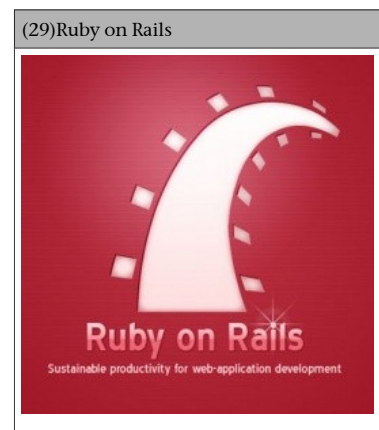 (29)Ruby on Rails
Ruby on Rails
Sustainable productivity for web-application development